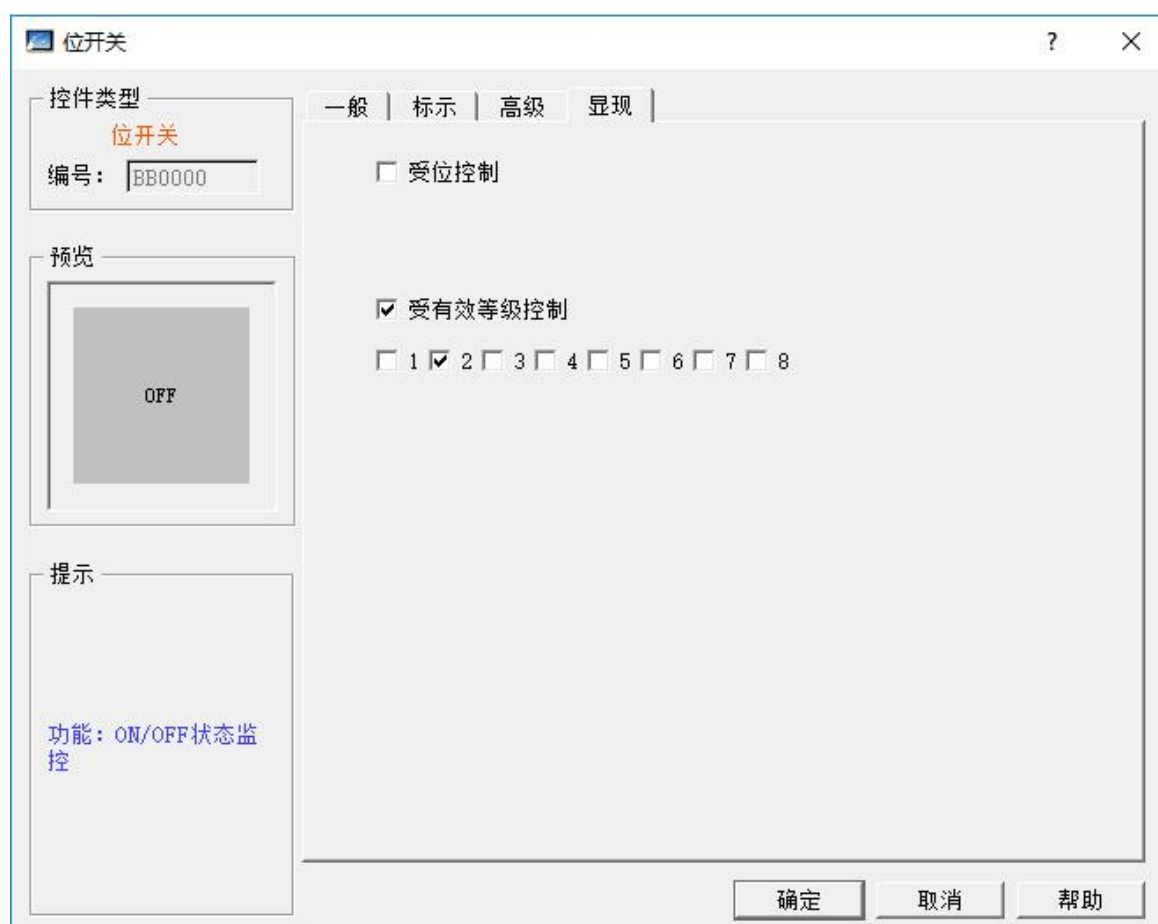 位开关
?
控件类型
位开关
编号: BB0000
预览
OFF
提示
功能: ON/OFF状态监
控
一般 标示 高级 显现
受位控制
受有效等级控制
1 2 3 4 5 6 7 8
确定 取消 帮助